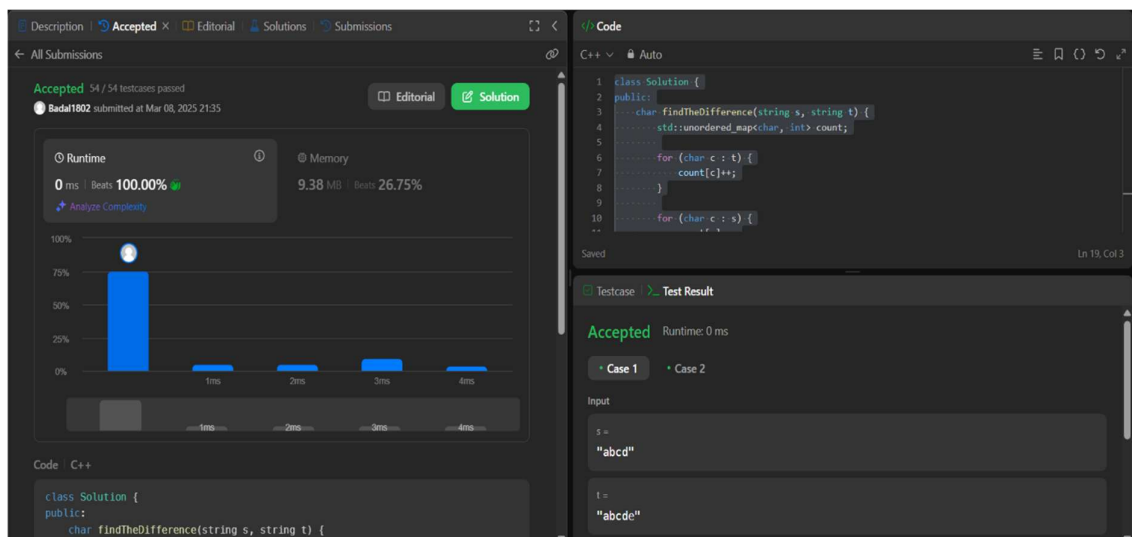 Description
Accepted
Editorial
Solutions
Submissions
All Submissions
Accepted 54 / 54 testcases passed
Badal1802 submitted at Mar 08, 2025 21:35
Editorial
Solution
Runtime
0 ms | Beats 100.00%
Analyze Complexity
Memory
9.38 MB | Beats 26.75%
100%
75%
50%
25%
0%
1ms 2ms 3ms 4ms
1ms 2ms 3ms 4ms
Code | C++
class Solution {
public:
    char findTheDifference(string s, string t) {
</> Code
C++ Auto
1 class Solution {
2 public:
3     char findTheDifference(string s, string t) {
4         std::unordered_map<char, int> count;
5
6         for (char c : t) {
7             count[c]++;
8         }
9
10         for (char c : s) {
Saved
Ln 19, Col 3
Testcase
>_ Test Result
Accepted Runtime: 0 ms
• Case 1 • Case 2
Input
s =
"abcd"
t =
"abcde"